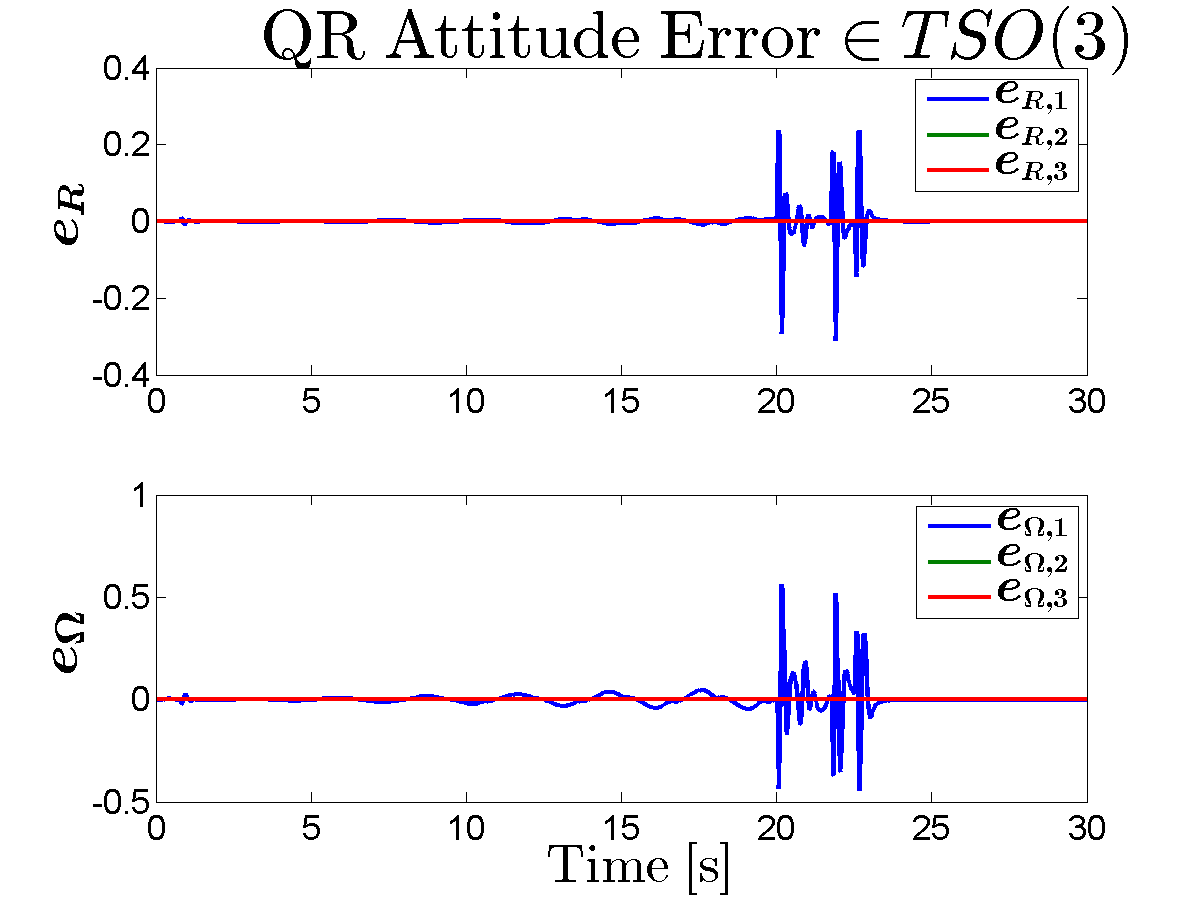 QR Attitude Error ∈ TSO(3)
0.4
0.2
0
-0.2
-0.4
e_R
e_{R,1}
e_{R,2}
e_{R,3}
0 5 10 15 20 25 30
1
0.5
0
-0.5
e_Ω
e_{Ω,1}
e_{Ω,2}
e_{Ω,3}
0 5 10 15 20 25 30
Time [s]